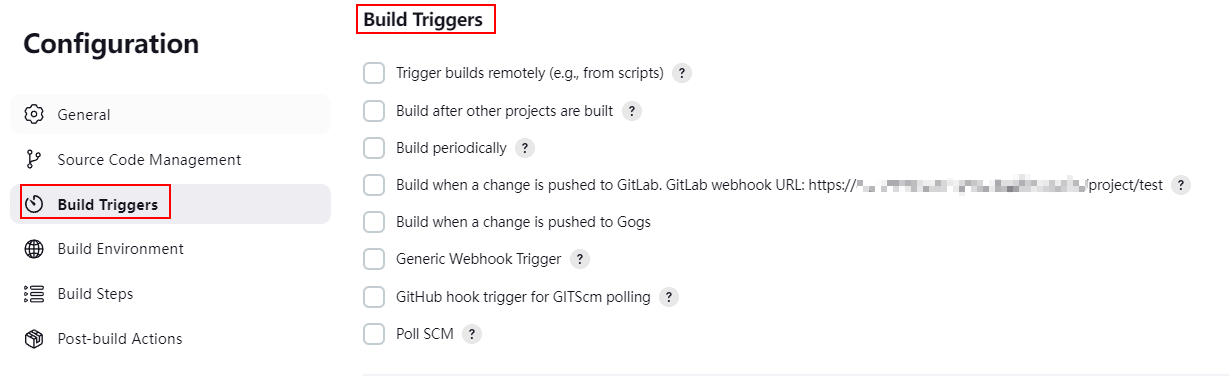 Configuration
General
Source Code Management
Build Triggers
Build Environment
Build Steps
Post-build Actions
Build Triggers
Trigger builds remotely (e.g., from scripts) ?
Build after other projects are built ?
Build periodically ?
Build when a change is pushed to GitLab. GitLab webhook URL: https:// /project/test ?
Build when a change is pushed to Gogs
Generic Webhook Trigger ?
GitHub hook trigger for GITScm polling ?
Poll SCM ?